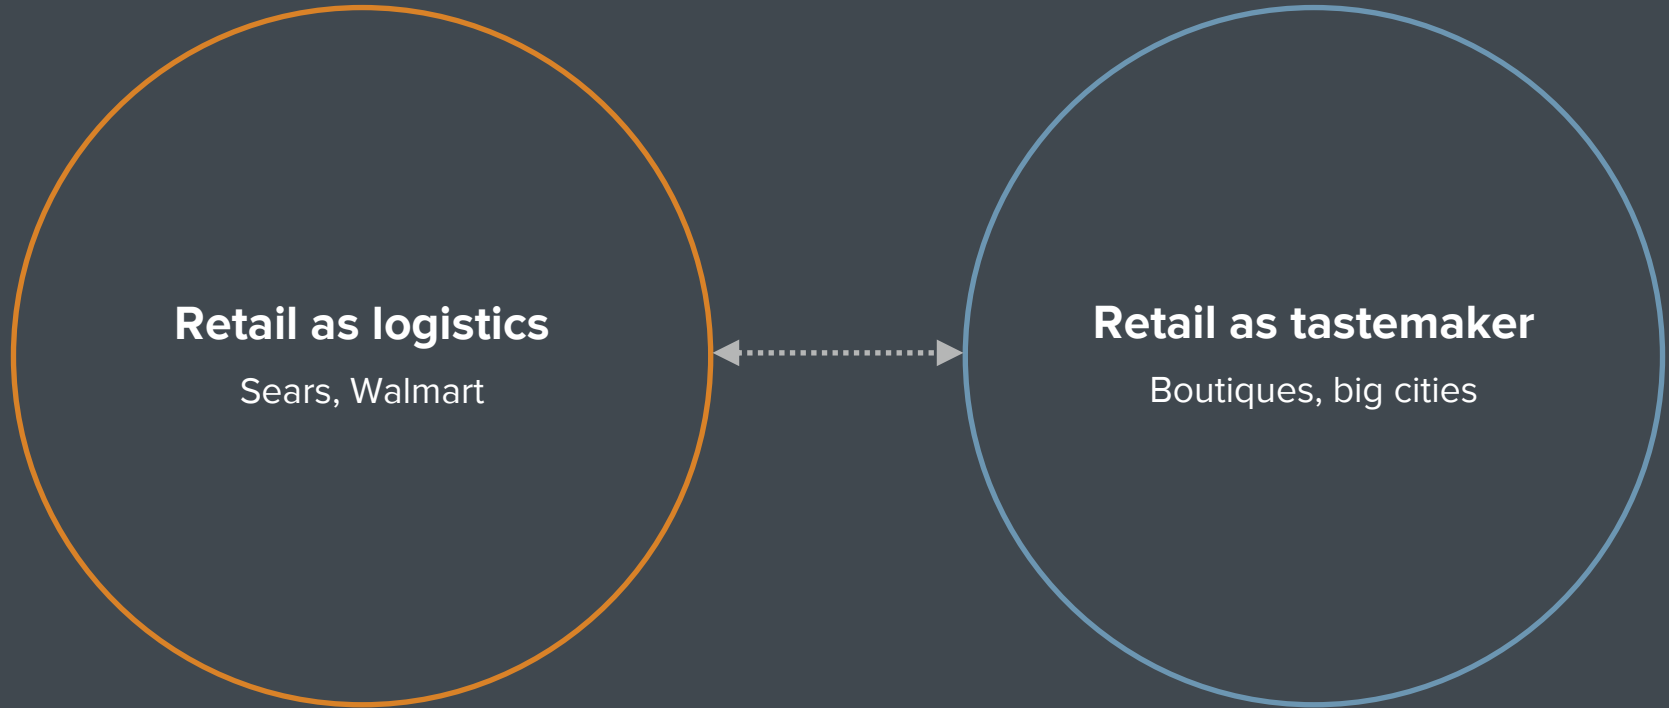 Retail as logistics
Sears, Walmart
Retail as tastemaker
Boutiques, big cities